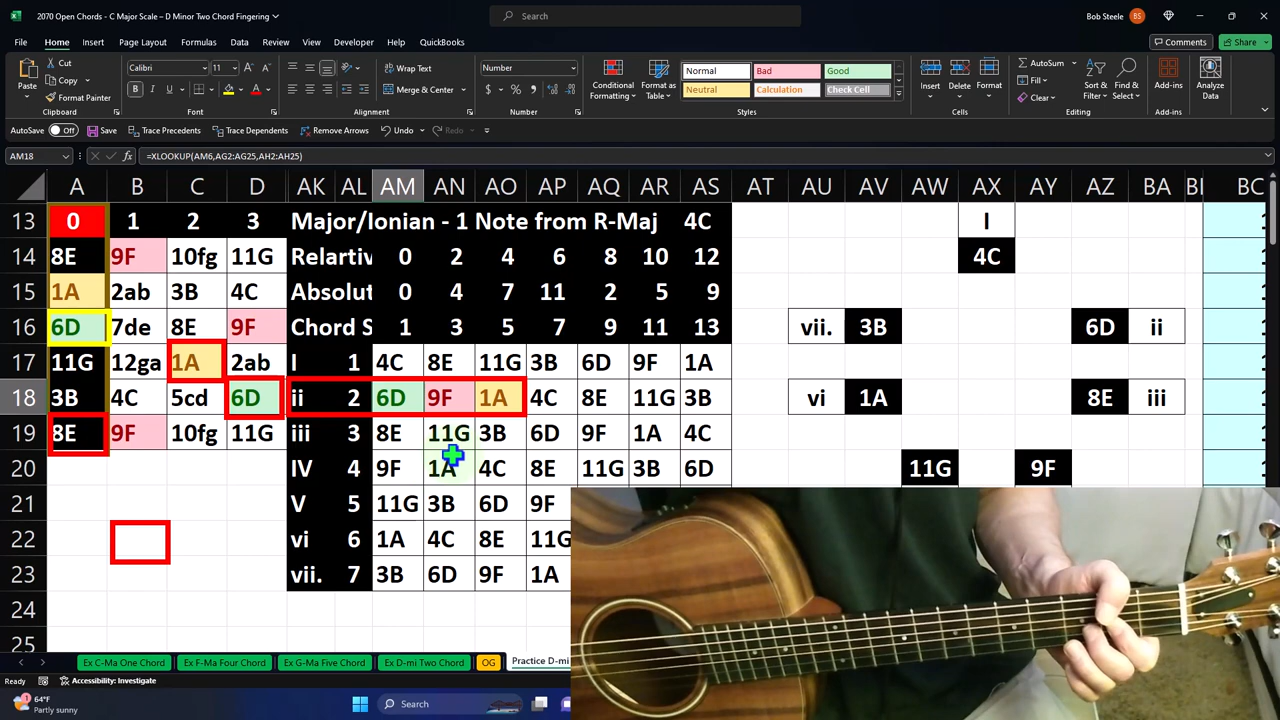 2070 Open Chords - C Major Scale – D Minor Two Chord Fingering
Search
Bob Steele BS
File Home Insert Page Layout Formulas Data Review View Developer Help QuickBooks
Comments Share
Paste Cut Copy Format Painter
Calibri 11
Wrap Text
Merge & Center
Number
Conditional Formatting Format as Table
Normal Bad Good
Neutral Calculation Check Cell
Insert Delete Format
AutoSum Fill Clear
Sort & Filter Find & Select
Add-ins
Analyze Data
Clipboard Font Alignment Number Styles Cells Editing Add-ins
AutoSave Off Save Trace Precedents Trace Dependents Remove Arrows Undo Redo
AM18 fx =XLOOKUP(AM6,AG2:AG25,AH2:AH25)
A B C D AK AL AM AN AO AP AQ AR AS AT AU AV AW AX AY AZ BA BI BC
13 0 1 2 3 Major/Ionian - 1 Note from R-Maj 4C I
14 8E 9F 10fg 11G Relartiv 0 2 4 6 8 10 12 4C
15 1A 2ab 3B 4C Absolut 0 4 7 11 2 5 9
16 6D 7de 8E 9F Chord S 1 3 5 7 9 11 13 vii. 3B 6D ii
17 11G 12ga 1A 2ab I 1 4C 8E 11G 3B 6D 9F 1A
18 3B 4C 5cd 6D ii 2 6D 9F 1A 4C 8E 11G 3B vi 1A 8E iii
19 8E 9F 10fg 11G iii 3 8E 11G 3B 6D 9F 1A 4C
20 IV 4 9F 1A 4C 8E 11G 3B 6D 11G 9F
21 V 5 11G 3B 6D 9F
22 vi 6 1A 4C 8E 11G
23 vii. 7 3B 6D 9F 1A
24
25
Ex C-Ma One Chord Ex F-Ma Four Chord Ex G-Ma Five Chord Ex D-mi Two Chord OG Practice D-mi
Ready Accessibility: Investigate
64°F
Partly sunny
Search